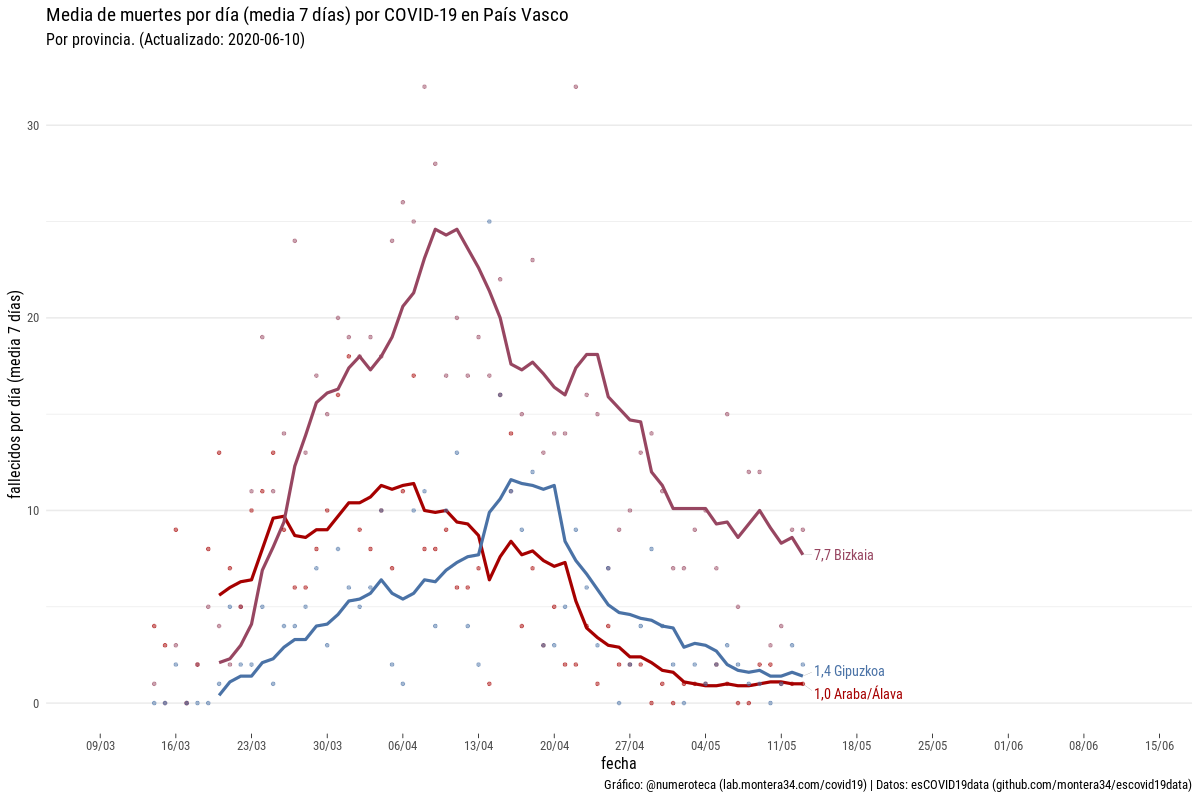 Media de muertes por día (media 7 días) por COVID-19 en País Vasco
Por provincia. (Actualizado: 2020-06-10)
fallecidos por día (media 7 días)
30
20
10
0
7,7 Bizkaia
1,4 Gipuzkoa
1,0 Araba/Álava
09/03 16/03 23/03 30/03 06/04 13/04 20/04 27/04 04/05 11/05 18/05 25/05 01/06 08/06 15/06
fecha
Gráfico: @numeroteca (lab.montera34.com/covid19) | Datos: esCOVID19data (github.com/montera34/escovid19data)